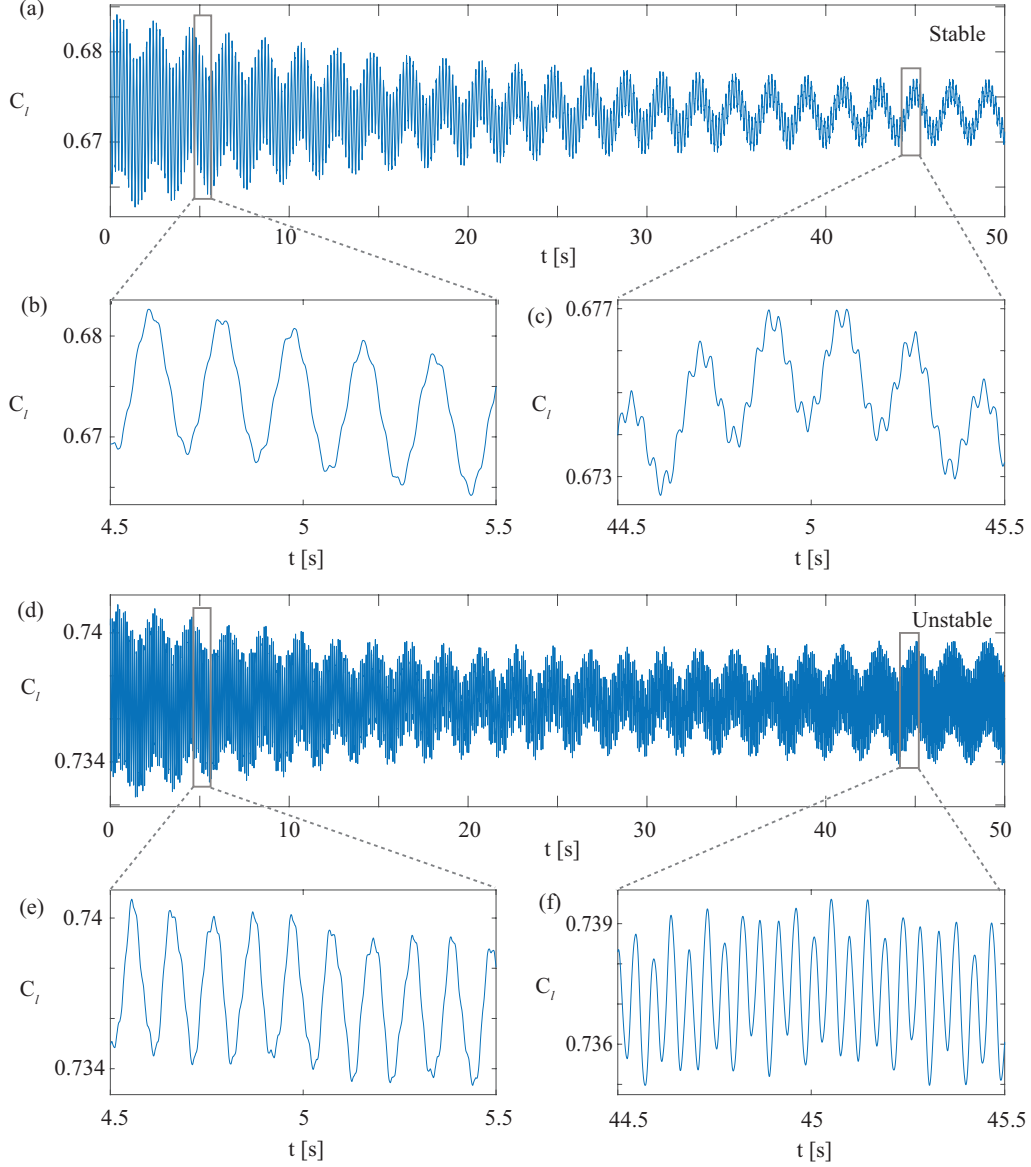 (a)
Stable
0.68
C_l
0.67
0 10 20 30 40 50
t [s]
(b)
0.68
C_l
0.67
4.5 5 5.5
t [s]
(c)
0.677
C_l
0.673
44.5 5 45.5
t [s]
(d)
Unstable
0.74
C_l
0.734
0 10 20 30 40 50
t [s]
(e)
0.74
C_l
0.734
4.5 5 5.5
t [s]
(f)
0.739
C_l
0.736
44.5 45 45.5
t [s]